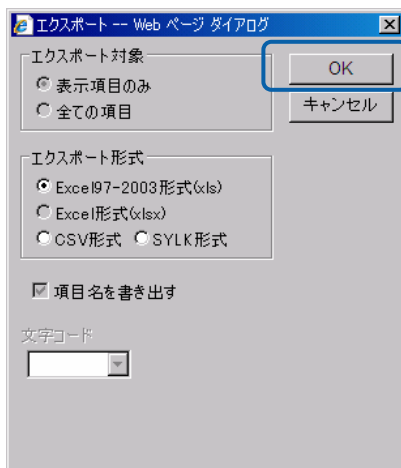 エクスポート -- Web ページ ダイアログ
エクスポート対象
表示項目のみ
全ての項目
OK
キャンセル
エクスポート形式
Excel97-2003形式(xls)
Excel形式(xlsx)
CSV形式 SYLK形式
項目名を書き出す
文字コード